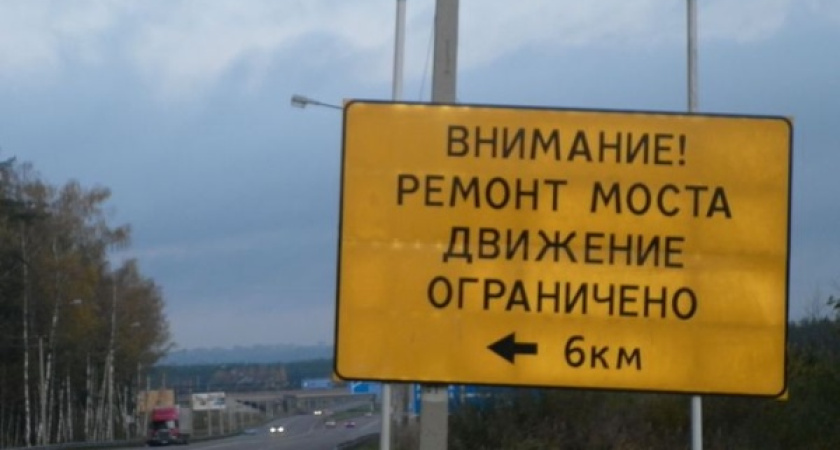 ВНИМАНИЕ!
РЕМОНТ МОСТА
ДВИЖЕНИЕ
ОГРАНИЧЕНО
← 6км